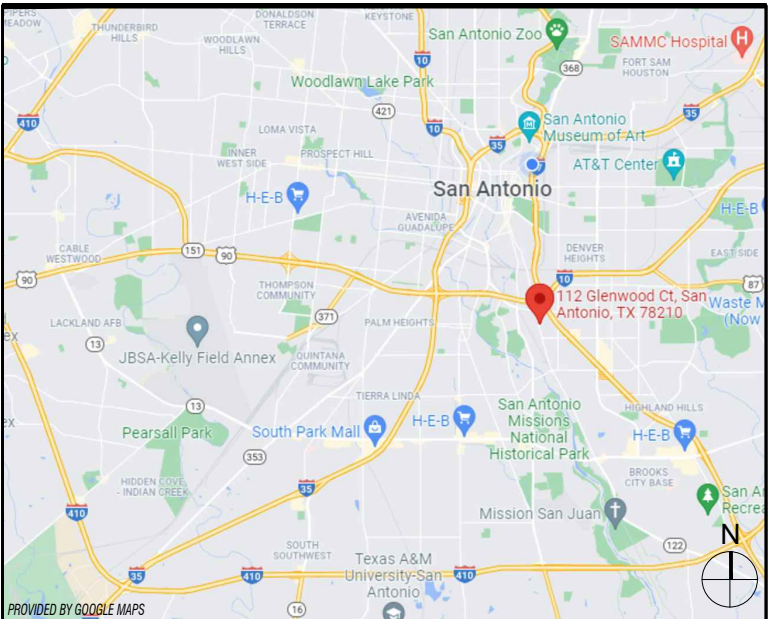 PIPERS
MEADOW
THUNDERBIRD
HILLS
DONALDSON
TERRACE
KEYSTONE
WOODLAWN
HILLS
San Antonio Zoo
SAMMC Hospital
H
10
368
FORT SAM
HOUSTON
Woodlawn Lake Park
421
410
35
LOMA VISTA
10
San Antonio
Museum of Art
35
INNER
WEST SIDE
PROSPECT HILL
AT&T Center
San Antonio
H-E-B
H-E-B
AVENIDA
GUADALUPE
CABLE
WESTWOOD
151
90
DENVER
HEIGHTS
EAST SIDE
90
10
87
THOMPSON
COMMUNITY
112 Glenwood Ct, San
Antonio, TX 78210
Waste M
(Now
371
LACKLAND AFB
PALM HEIGHTS
ex
13
JBSA-Kelly Field Annex
QUINTANA
COMMUNITY
TIERRA LINDA
13
San Antonio
Missions
National
Historical Park
HIGHLAND HILLS
H-E-B
Pearsall Park
South Park Mall
H-E-B
ex
353
BROOKS
CITY BASE
HIDDEN COVE
- INDIAN CREEK
35
San A
Recrea
410
Mission San Juan
N
122
SOUTH
SOUTHWEST
Texas A&M
University-San
Antonio
35
410
410
16
PROVIDED BY GOOGLE MAPS